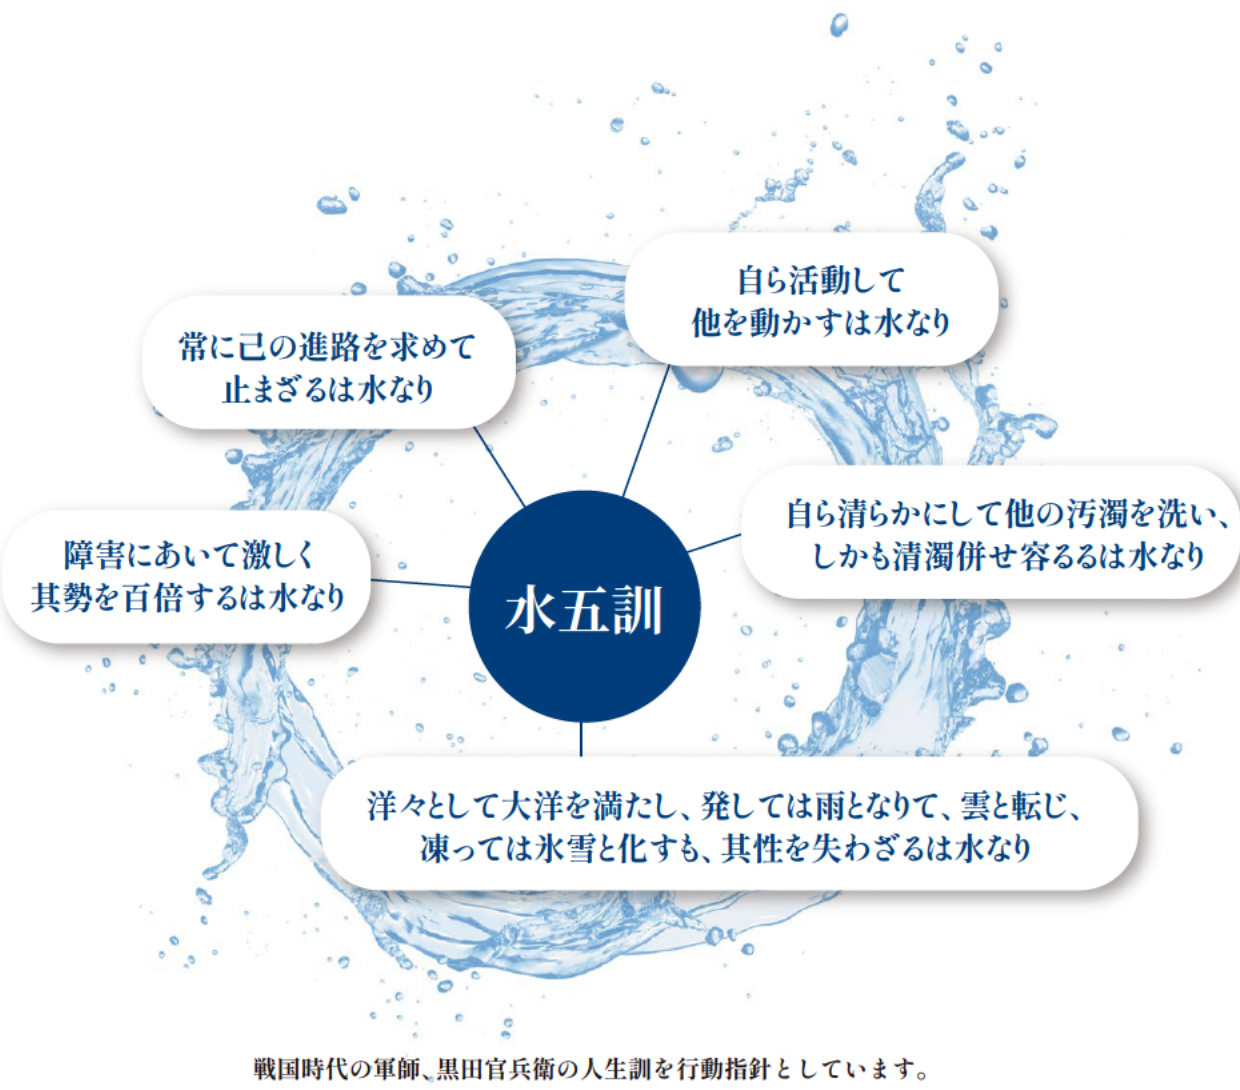 自ら活動して
他を動かすは水なり
常に己の進路を求めて
止まざるは水なり
自ら清らかにして他の汚濁を洗い、
しかも清濁併せ容るるは水なり
障害にあいて激しく
其勢を百倍するは水なり
水五訓
洋々として大洋を満たし、発しては雨となりて、雲と転じ、
凍っては氷雪と化すも、其性を失わざるは水なり
戦国時代の軍師、黒田官兵衛の人生訓を行動指針としています。